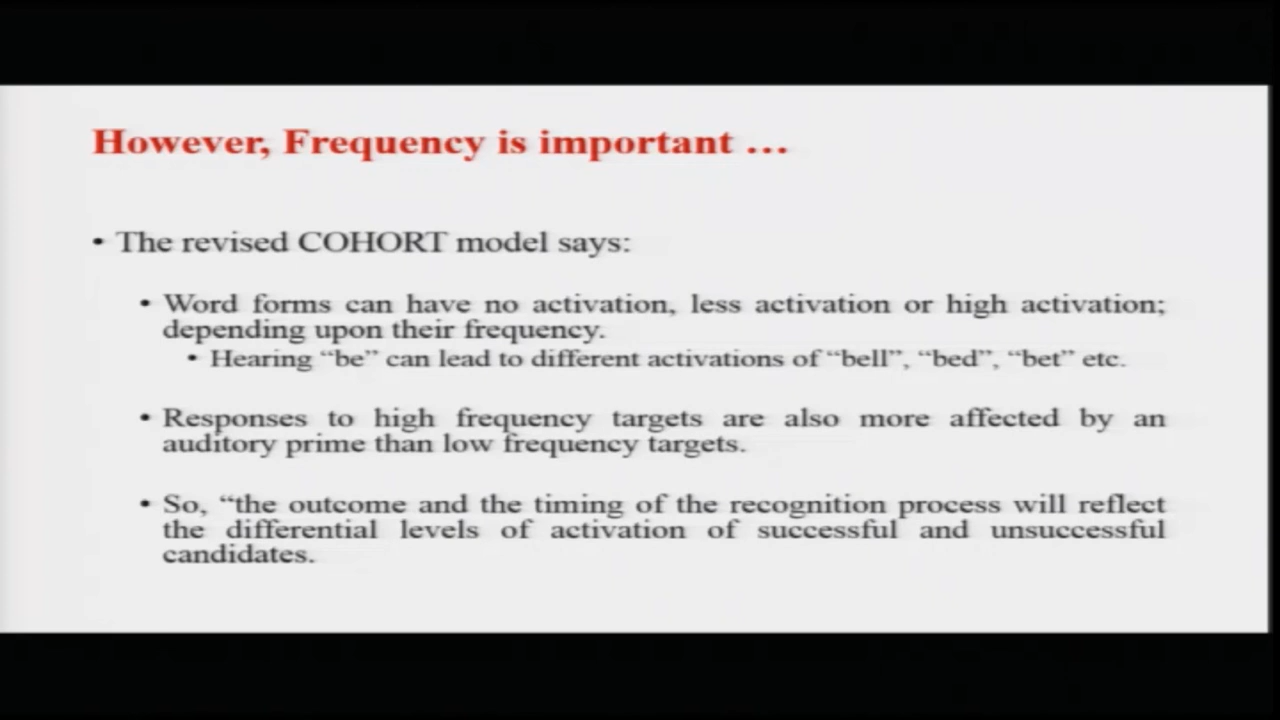 However, Frequency is important …
• The revised COHORT model says:
• Word forms can have no activation, less activation or high activation;
depending upon their frequency.
• Hearing “be” can lead to different activations of “bell”, “bed”, “bet” etc.
• Responses to high frequency targets are also more affected by an
auditory prime than low frequency targets.
• So, “the outcome and the timing of the recognition process will reflect
the differential levels of activation of successful and unsuccessful
candidates.